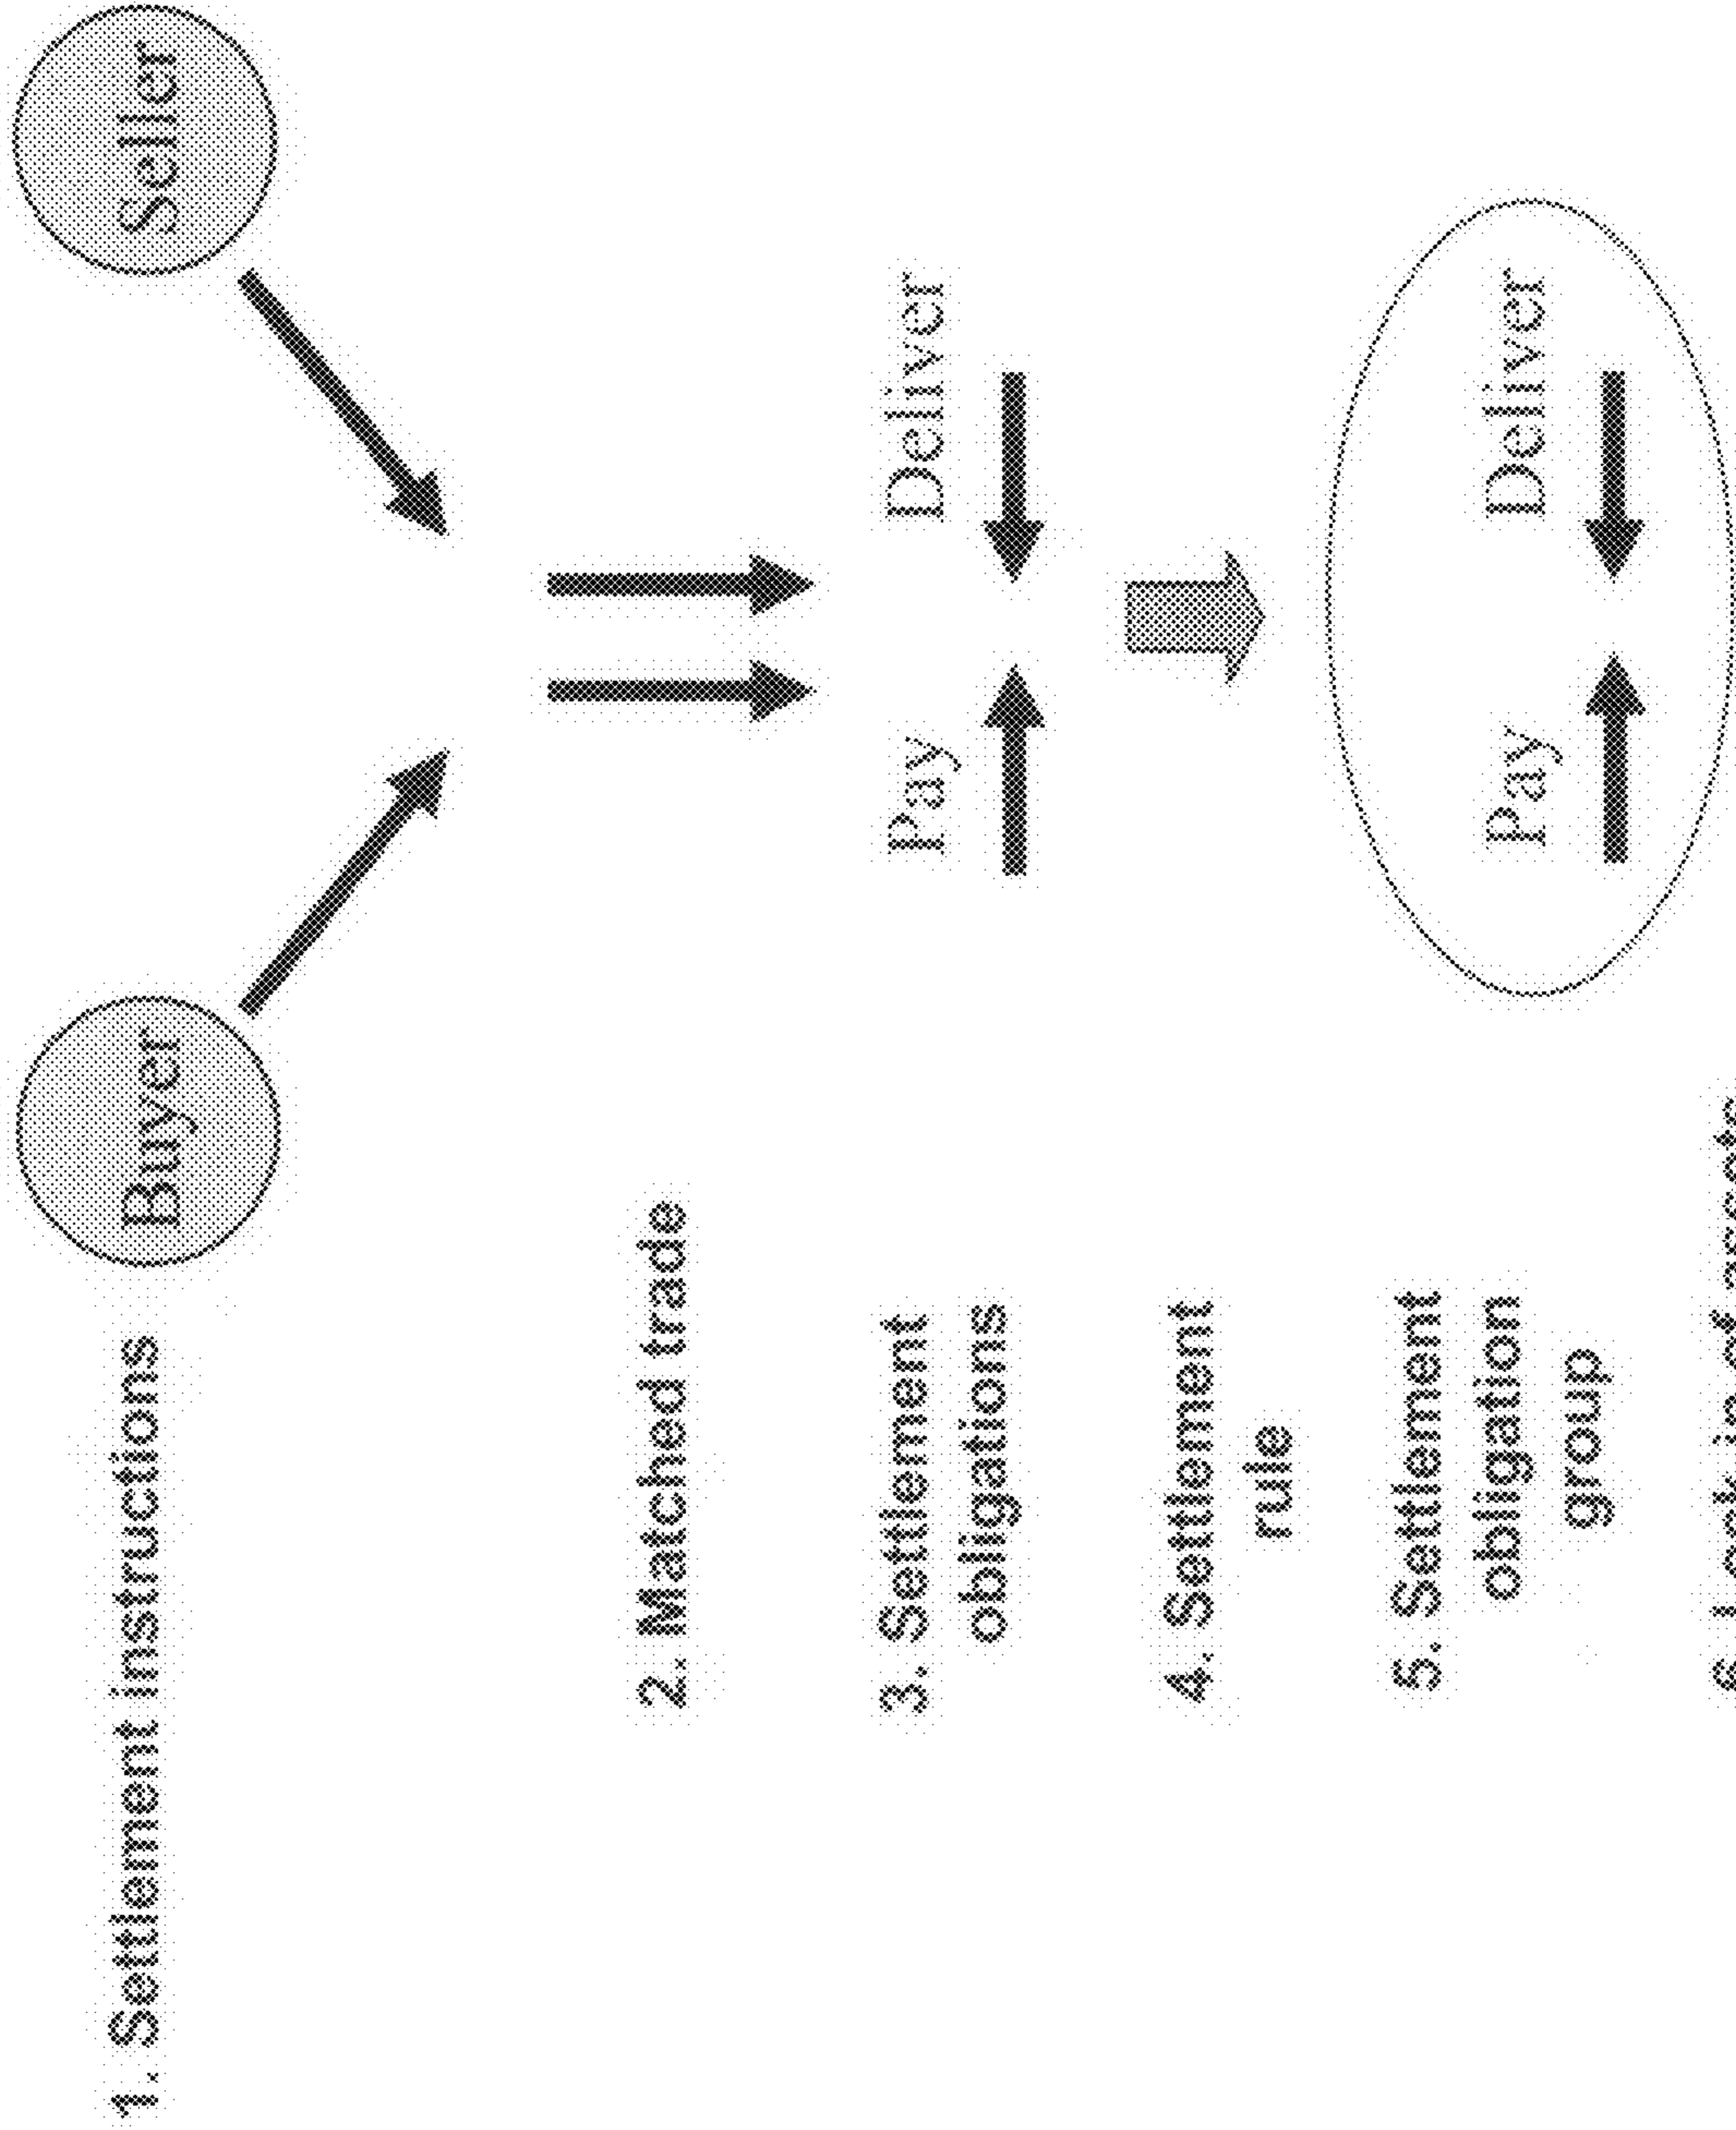 1. Settlement instructions
Buyer
Seller
2. Matched trade
3. Settlement
obligations
Pay
Deliver
4. Settlement
rule
5. Settlement
obligation
group
Pay
Deliver
6.